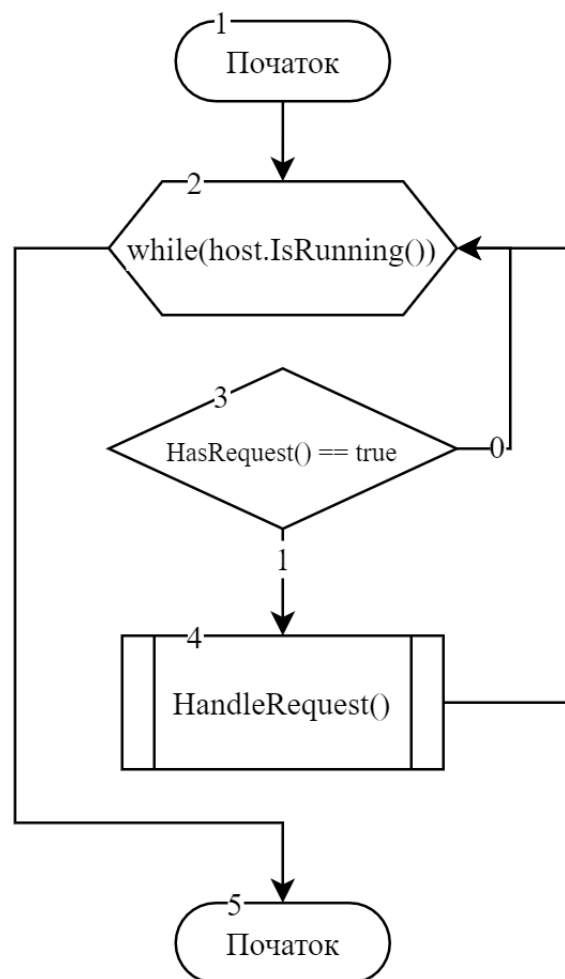 1
Початок
2
while(host.IsRunning())
3
HasRequest() == true
0
1
4
HandleRequest()
5
Початок